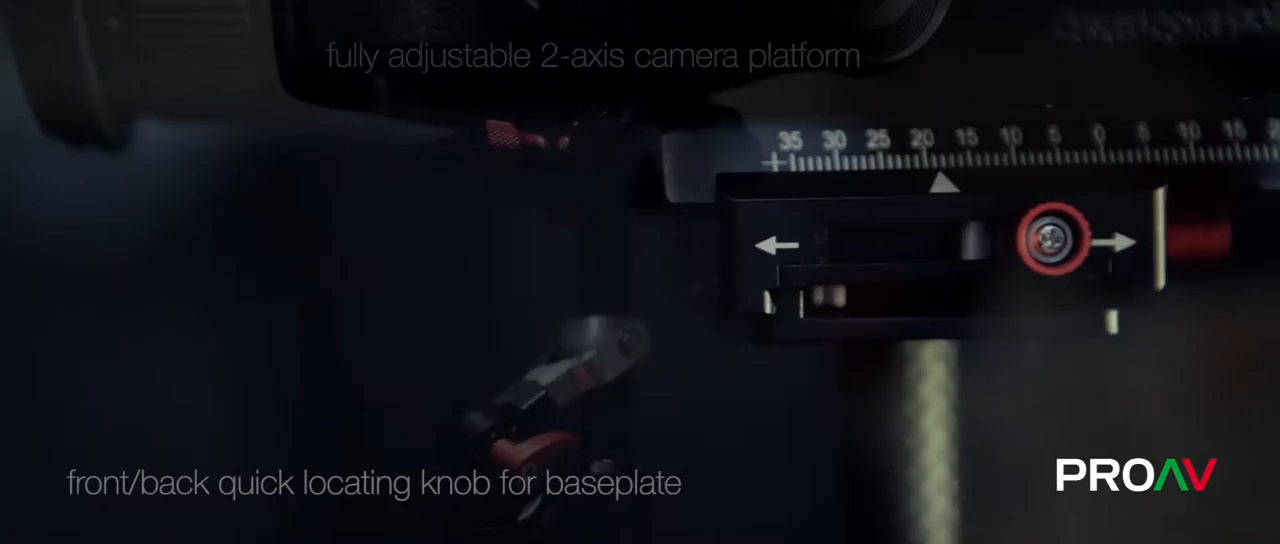 fully adjustable 2-axis camera platform
35 30 25 20 15 10 5 0 5 10 15
front/back quick locating knob for baseplate
PROAV